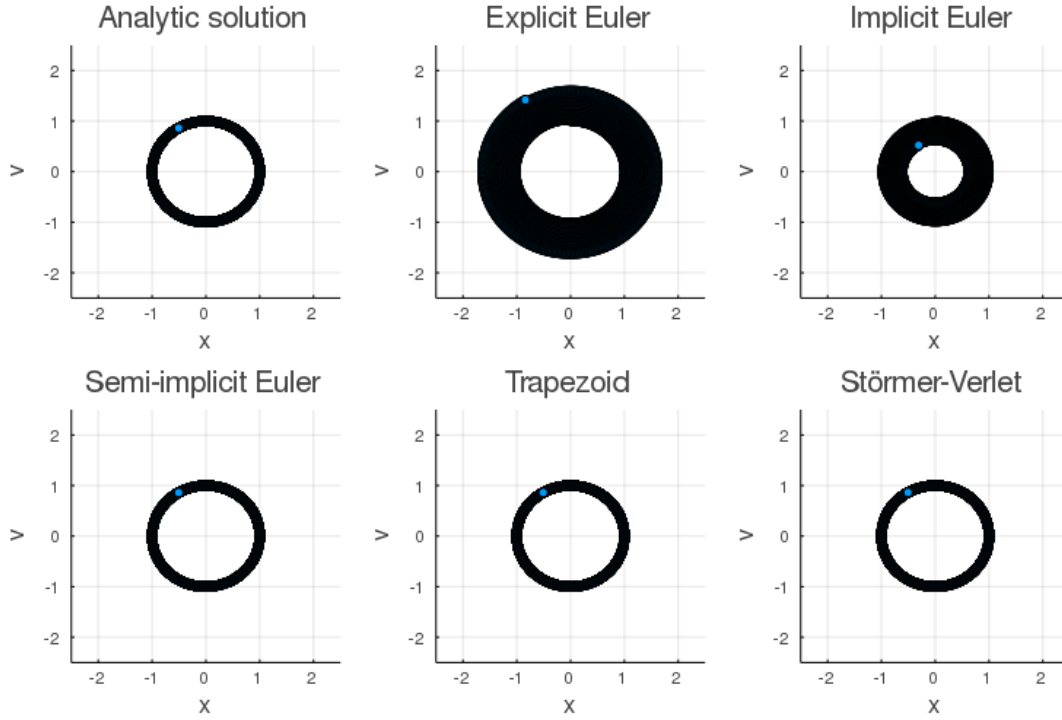 Analytic solution
Explicit Euler
Implicit Euler
2
1
0
-1
-2
v
-2 -1 0 1 2
x
2
1
0
-1
-2
v
-2 -1 0 1 2
x
2
1
0
-1
-2
v
-2 -1 0 1 2
x
Semi-implicit Euler
Trapezoid
Störmer-Verlet
2
1
0
-1
-2
v
-2 -1 0 1 2
x
2
1
0
-1
-2
v
-2 -1 0 1 2
x
2
1
0
-1
-2
v
-2 -1 0 1 2
x